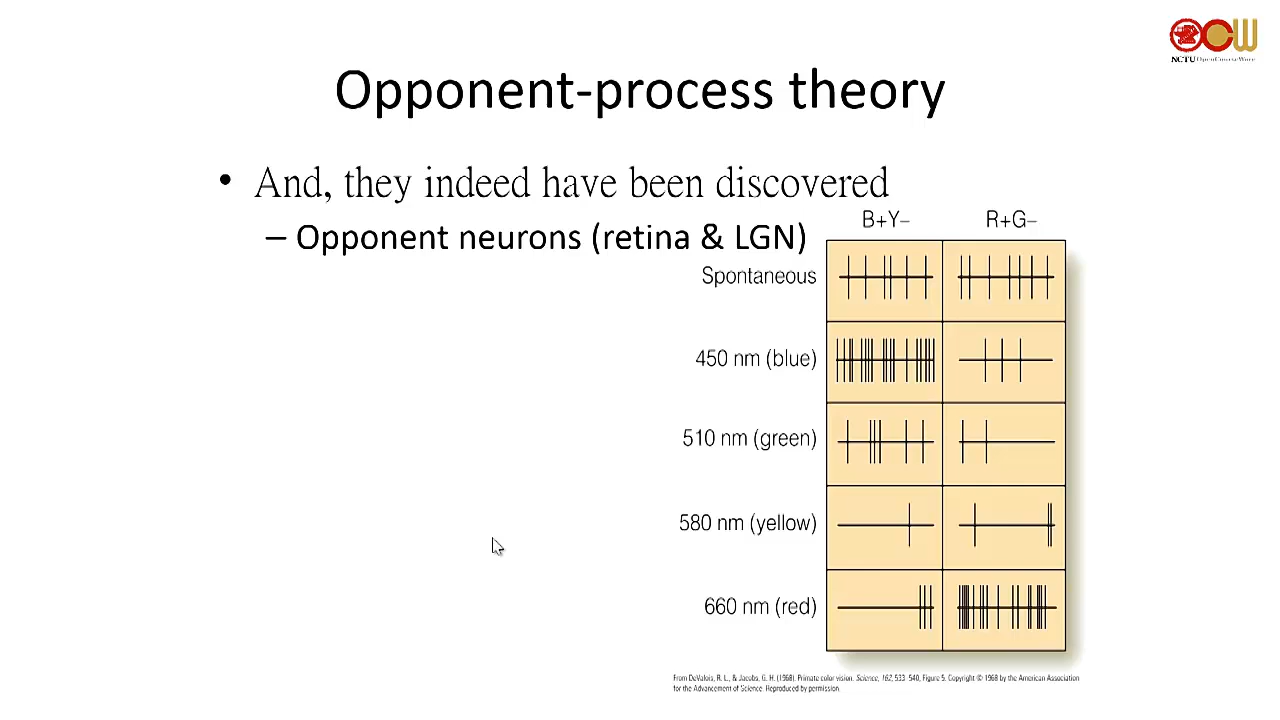 NCTU OpenCourseWare
Opponent-process theory
• And, they indeed have been discovered
– Opponent neurons (retina & LGN)
B+Y– R+G–
Spontaneous
450 nm (blue)
510 nm (green)
580 nm (yellow)
660 nm (red)
From DeValois, R. L., & Jacobs, G. H. (1968). Primate color vision. Science, 162, 533–540, Figure 5. Copyright © 1968 by the American Association
for the Advancement of Science. Reproduced by permission.